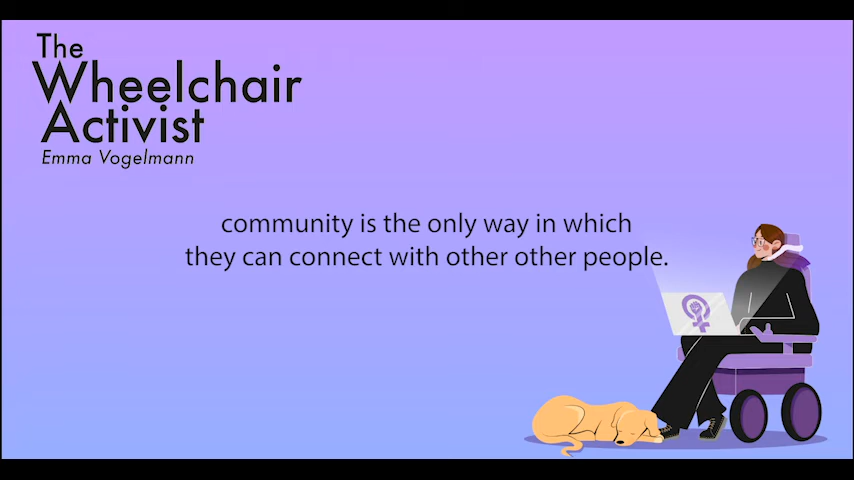 The
Wheelchair
Activist
Emma Vogelmann
community is the only way in which
they can connect with other other people.